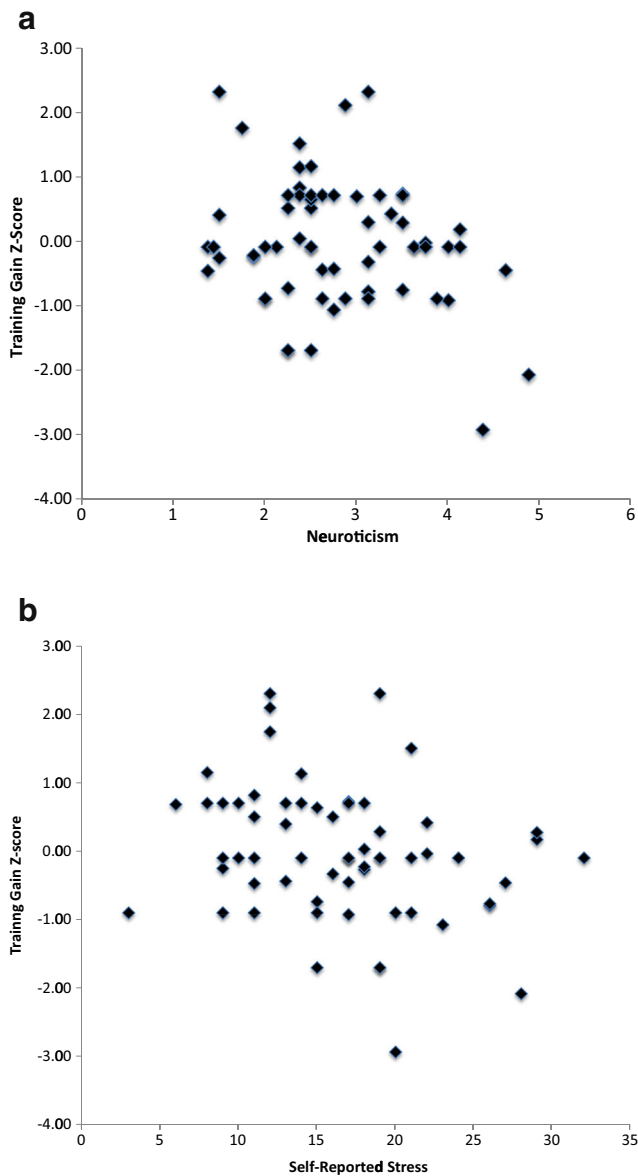 a
3.00
2.00
1.00
0.00
-1.00
-2.00
-3.00
-4.00
Training Gain Z-Score
0 1 2 3 4 5 6
Neuroticism
b
3.00
2.00
1.00
0.00
-1.00
-2.00
-3.00
-4.00
Trainng Gain Z-score
0 5 10 15 20 25 30 35
Self-Reported Stress